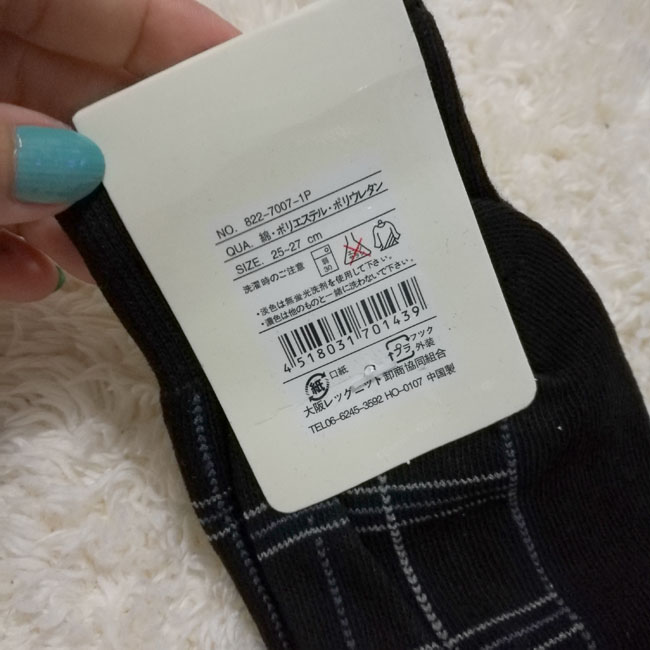 NO. 822-7007-1P
QUA. 綿・ポリエステル・ポリウレタン
SIZE. 25-27 cm
洗濯時のご注意
弱
30
・淡色は無蛍光洗剤を使用して下さい。
・濃色は他のものと一緒に洗わないで下さい。
4518031701439
紙 口紙 プラ フック
外装
大阪レッグニット卸商協同組合
TEL06-6245-3592 HO-0107 中国製